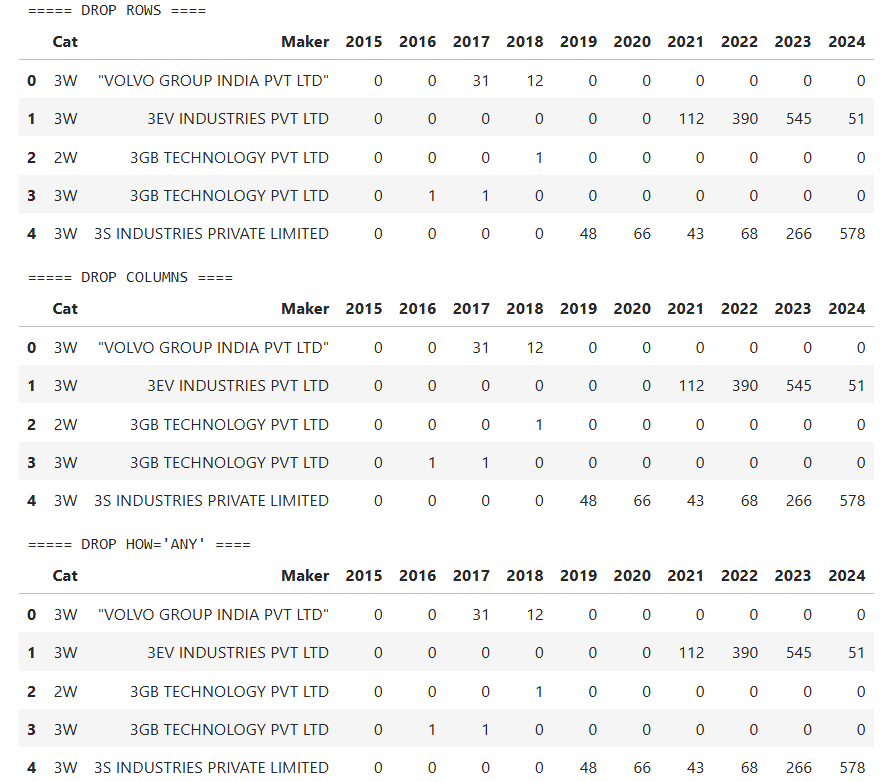 ===== DROP ROWS ====
Cat Maker 2015 2016 2017 2018 2019 2020 2021 2022 2023 2024
0 3W "VOLVO GROUP INDIA PVT LTD" 0 0 31 12 0 0 0 0 0 0
1 3W 3EV INDUSTRIES PVT LTD 0 0 0 0 0 0 112 390 545 51
2 2W 3GB TECHNOLOGY PVT LTD 0 0 0 1 0 0 0 0 0 0
3 3W 3GB TECHNOLOGY PVT LTD 0 1 1 0 0 0 0 0 0 0
4 3W 3S INDUSTRIES PRIVATE LIMITED 0 0 0 0 48 66 43 68 266 578
===== DROP COLUMNS ====
Cat Maker 2015 2016 2017 2018 2019 2020 2021 2022 2023 2024
0 3W "VOLVO GROUP INDIA PVT LTD" 0 0 31 12 0 0 0 0 0 0
1 3W 3EV INDUSTRIES PVT LTD 0 0 0 0 0 0 112 390 545 51
2 2W 3GB TECHNOLOGY PVT LTD 0 0 0 1 0 0 0 0 0 0
3 3W 3GB TECHNOLOGY PVT LTD 0 1 1 0 0 0 0 0 0 0
4 3W 3S INDUSTRIES PRIVATE LIMITED 0 0 0 0 48 66 43 68 266 578
===== DROP HOW='ANY' ====
Cat Maker 2015 2016 2017 2018 2019 2020 2021 2022 2023 2024
0 3W "VOLVO GROUP INDIA PVT LTD" 0 0 31 12 0 0 0 0 0 0
1 3W 3EV INDUSTRIES PVT LTD 0 0 0 0 0 0 112 390 545 51
2 2W 3GB TECHNOLOGY PVT LTD 0 0 0 1 0 0 0 0 0 0
3 3W 3GB TECHNOLOGY PVT LTD 0 1 1 0 0 0 0 0 0 0
4 3W 3S INDUSTRIES PRIVATE LIMITED 0 0 0 0 48 66 43 68 266 578